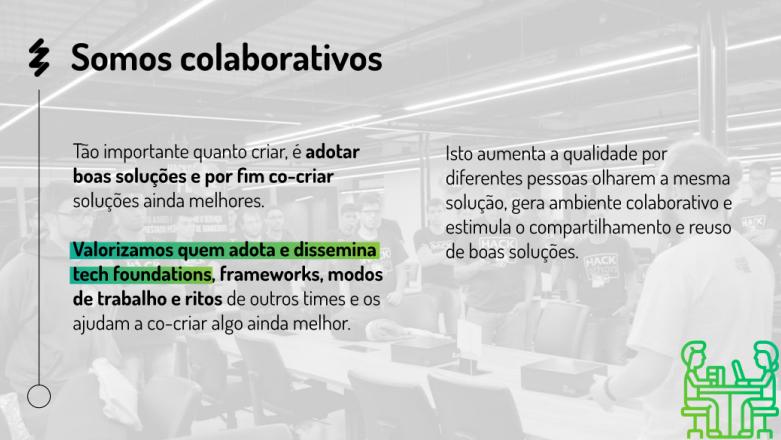 Somos colaborativos
Tão importante quanto criar, é adotar
boas soluções e por fim co-criar
soluções ainda melhores.
Valorizamos quem adota e dissemina
tech foundations, frameworks, modos
de trabalho e ritos de outros times e os
ajudam a co-criar algo ainda melhor.
Isto aumenta a qualidade por
diferentes pessoas olharem a mesma
solução, gera ambiente colaborativo e
estimula o compartilhamento e reuso
de boas soluções.
HACK